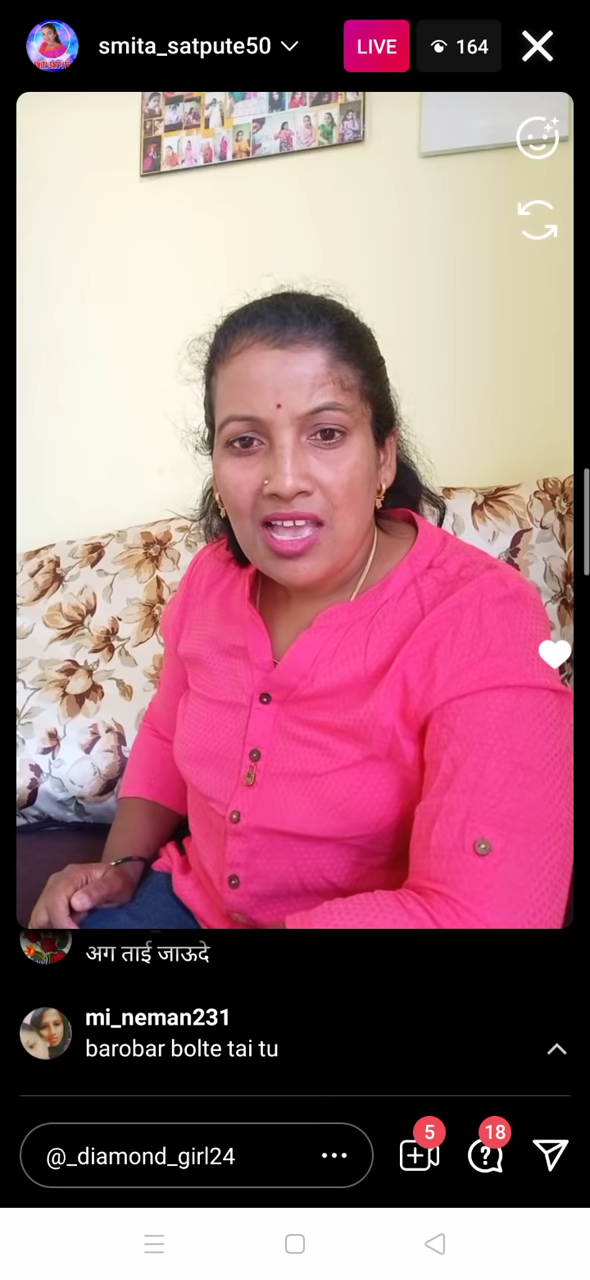 smita_satpute50
LIVE
164
अग ताई जाऊदे
mi_neman231
barobar bolte tai tu
@_diamond_girl24
5
18